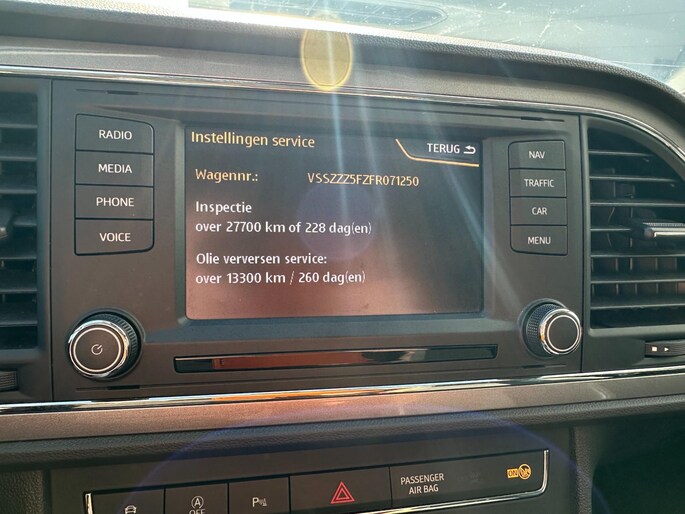 Instellingen service
TERUG
Wagennr.: VSSZZZ5FZFR071250
Inspectie
over 27700 km of 228 dag(en)
Olie verversen service:
over 13300 km / 260 dag(en)
RADIO
MEDIA
PHONE
VOICE
NAV
TRAFFIC
CAR
MENU
A
OFF
P
PASSENGER
AIR BAG